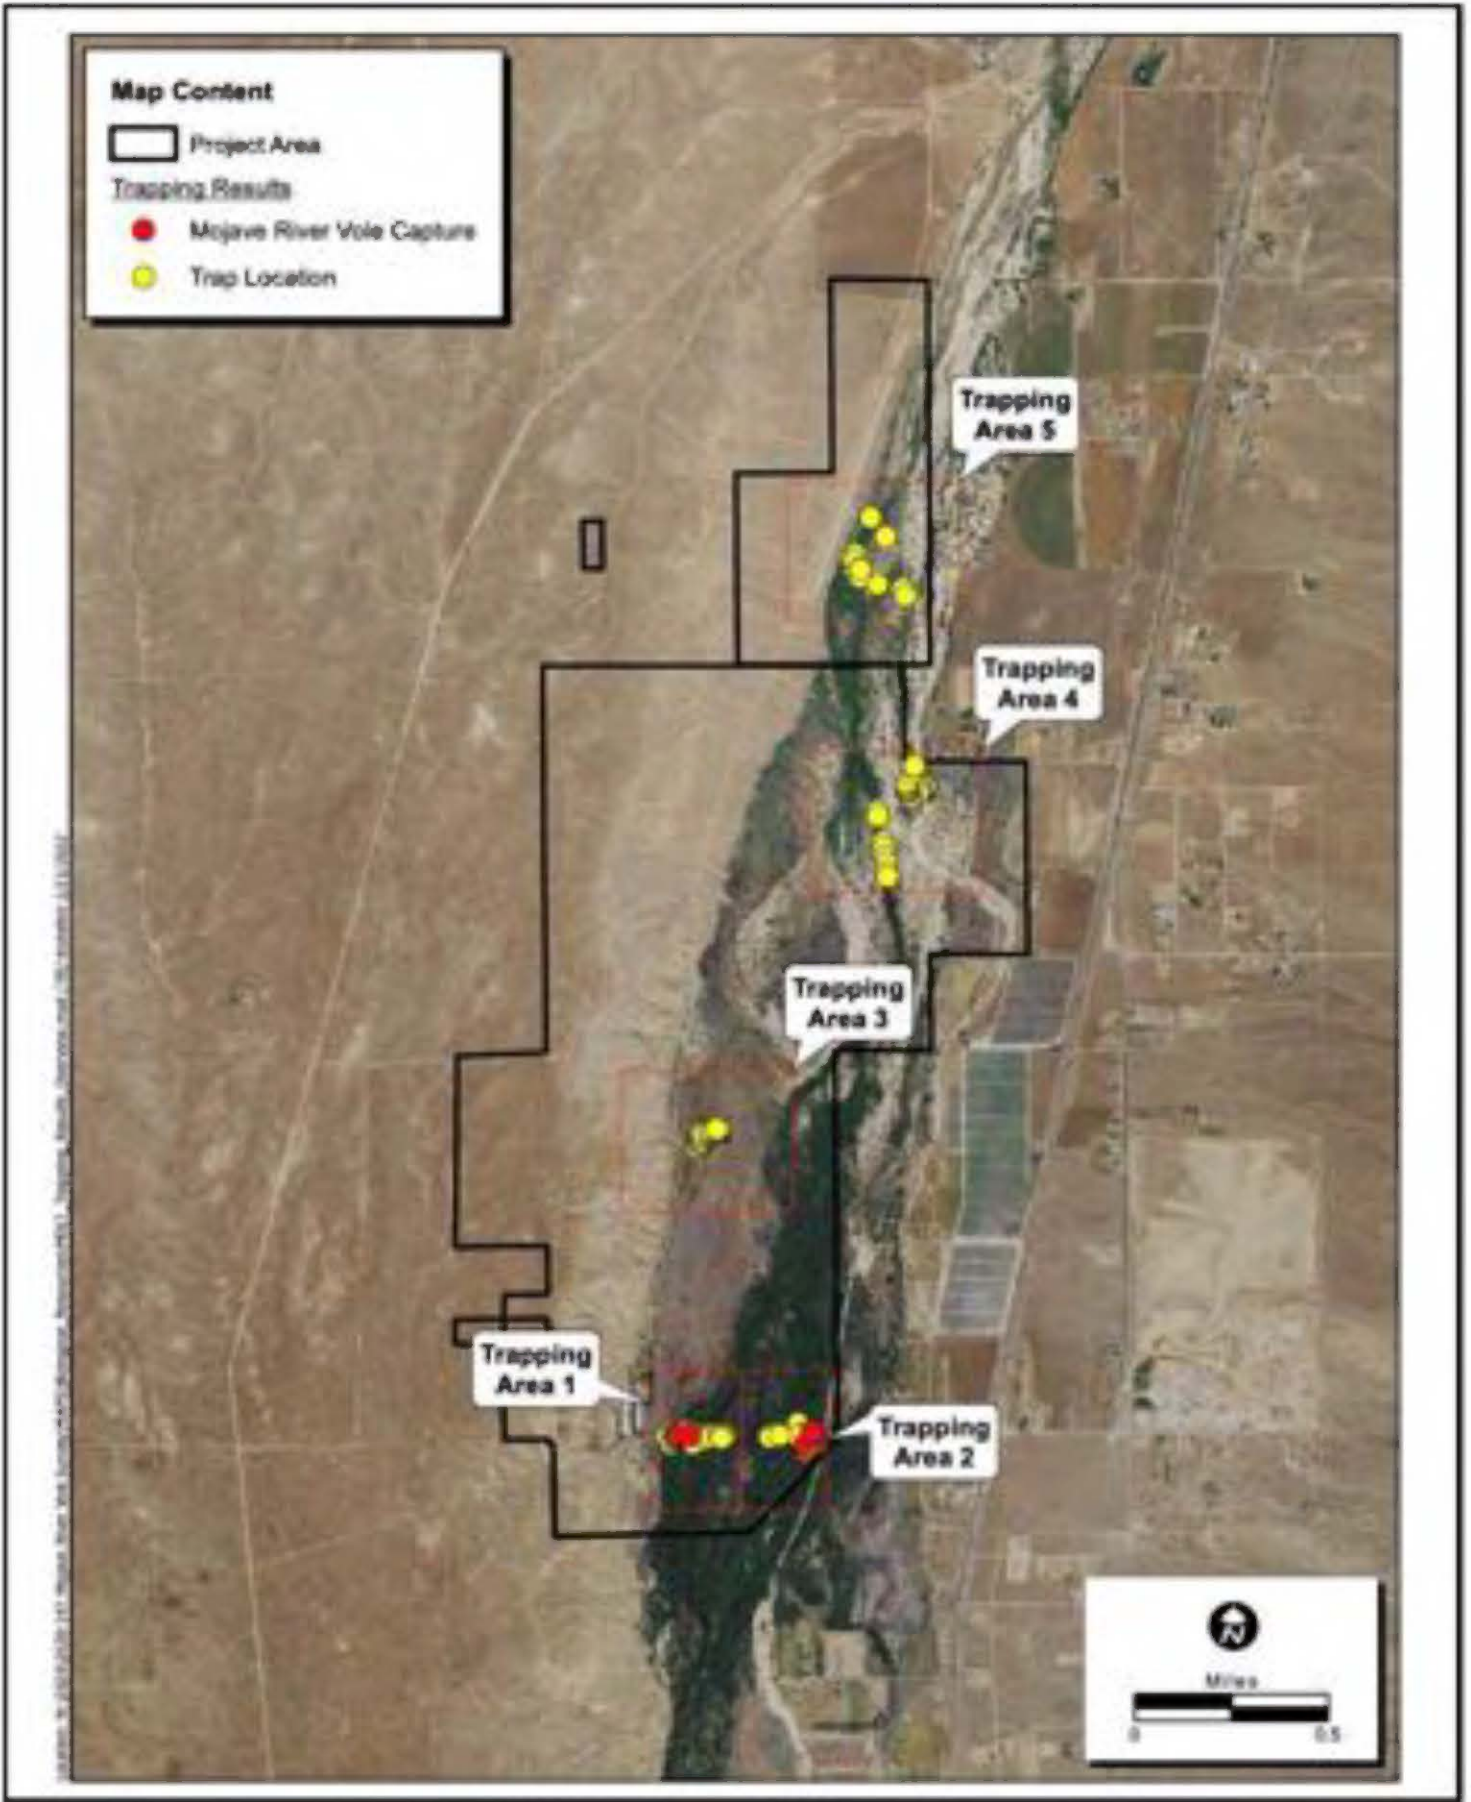 Map Content
Project Area
Trapping Results
Mojave River Vole Capture
Trap Location
Trapping
Area 5
Trapping
Area 4
Trapping
Area 3
Trapping
Area 1
Trapping
Area 2
N
Miles
0
0.5